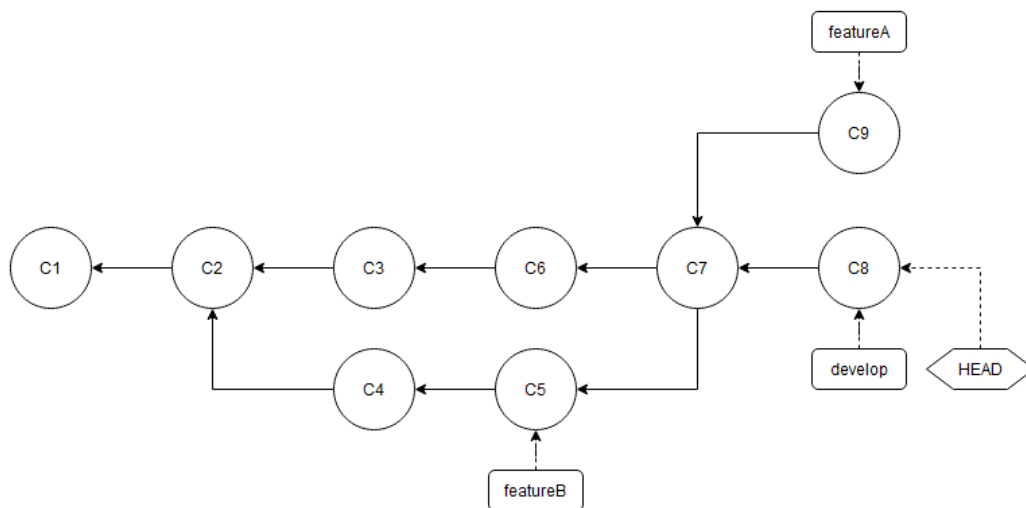 featureA
C9
C1
C2
C3
C6
C7
C8
C4
C5
develop
HEAD
featureB